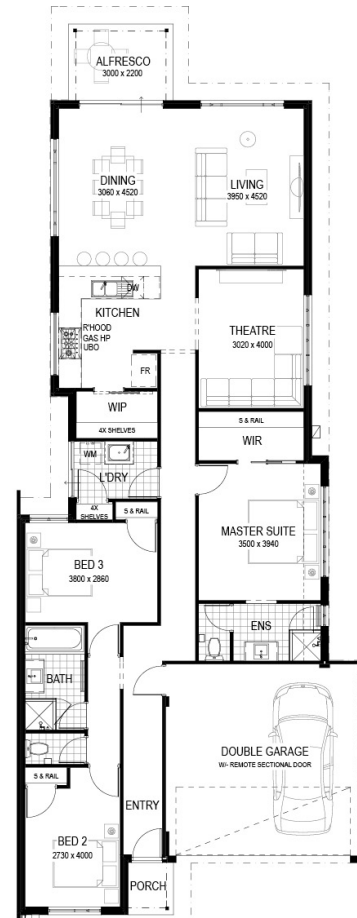 ALFRESCO
3000 x 2200
DINING
3060 x 4520
LIVING
3950 x 4520
DW
KITCHEN
R'HOOD
GAS HP
UBO
FR
THEATRE
3020 x 4000
WIP
4X SHELVES
S & RAIL
WIR
WM
L'DRY
4X
SHELVES
S & RAIL
MASTER SUITE
3500 x 3940
BED 3
3800 x 2860
ENS
BATH
DOUBLE GARAGE
W/- REMOTE SECTIONAL DOOR
S & RAIL
ENTRY
BED 2
2730 x 4000
PORCH